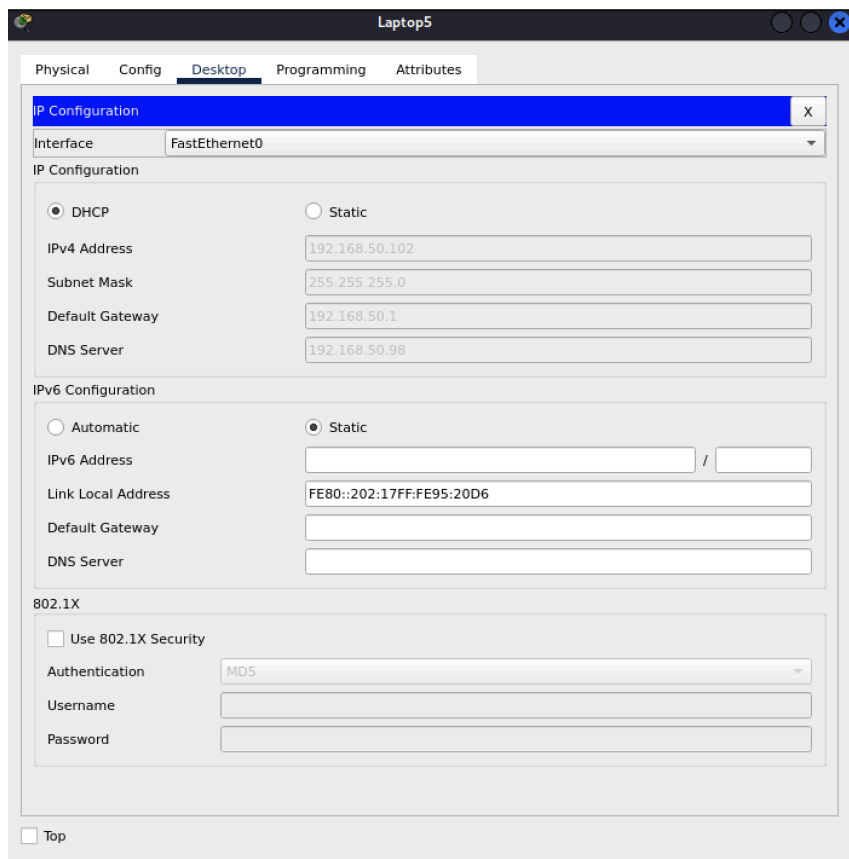 Laptop5
Physical Config Desktop Programming Attributes
IP Configuration X
Interface FastEthernet0
IP Configuration
DHCP Static
IPv4 Address 192.168.50.102
Subnet Mask 255.255.255.0
Default Gateway 192.168.50.1
DNS Server 192.168.50.98
IPv6 Configuration
Automatic Static
IPv6 Address /
Link Local Address FE80::202:17FF:FE95:20D6
Default Gateway
DNS Server
802.1X
Use 802.1X Security
Authentication MD5
Username
Password
Top